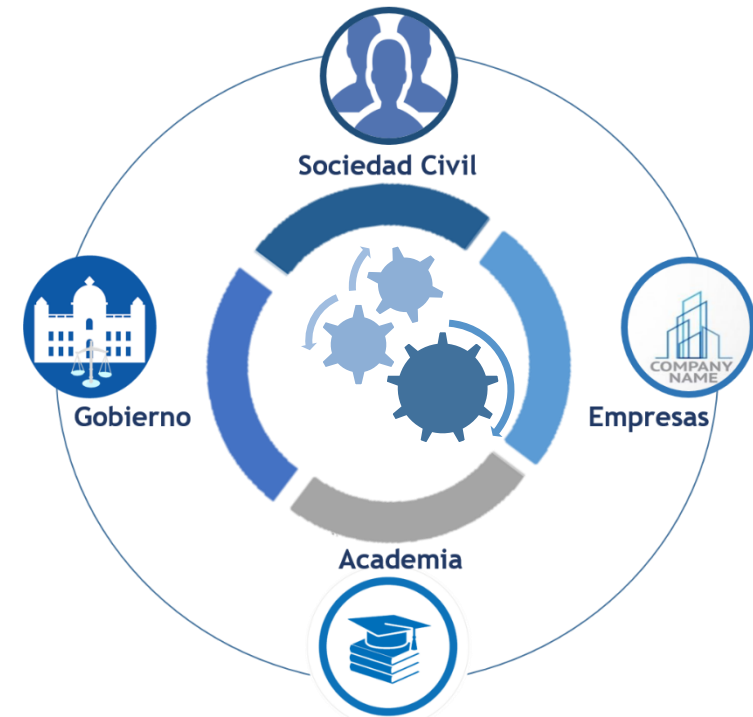 Sociedad Civil
COMPANY
NAME
Gobierno
Empresas
Academia